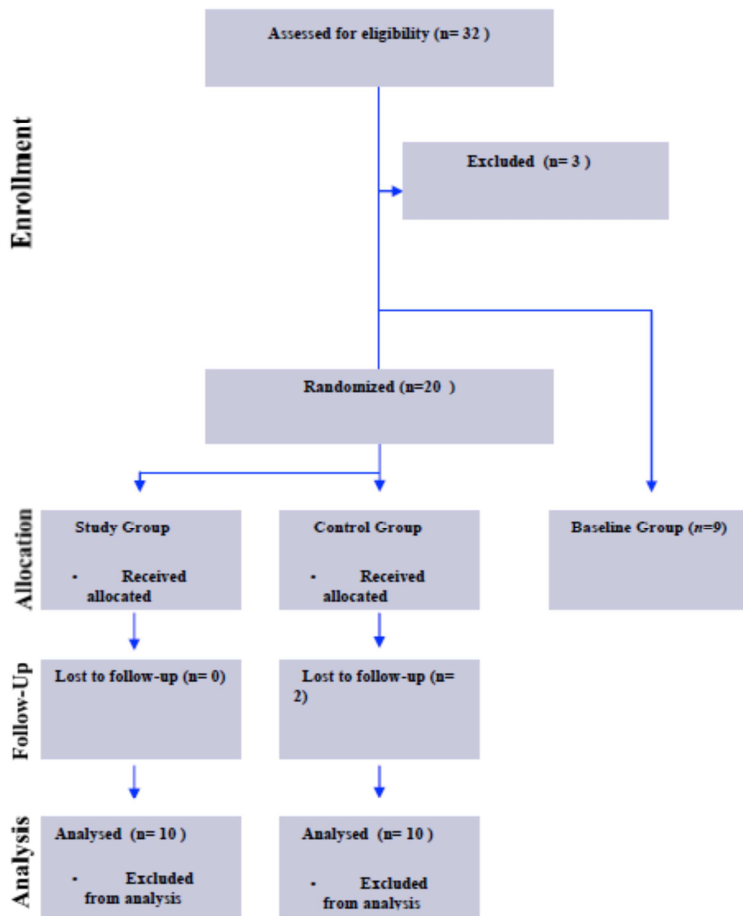 Enrollment
Assessed for eligibility (n= 32 )
Excluded (n= 3 )
Randomized (n=20 )
Allocation
Study Group
- Received
allocated
Control Group
- Received
allocated
Baseline Group (n=9)
Follow-Up
Lost to follow-up (n= 0)
Lost to follow-up (n=
2)
Analysis
Analysed (n= 10 )
- Excluded
from analysis
Analysed (n= 10 )
- Excluded
from analysis